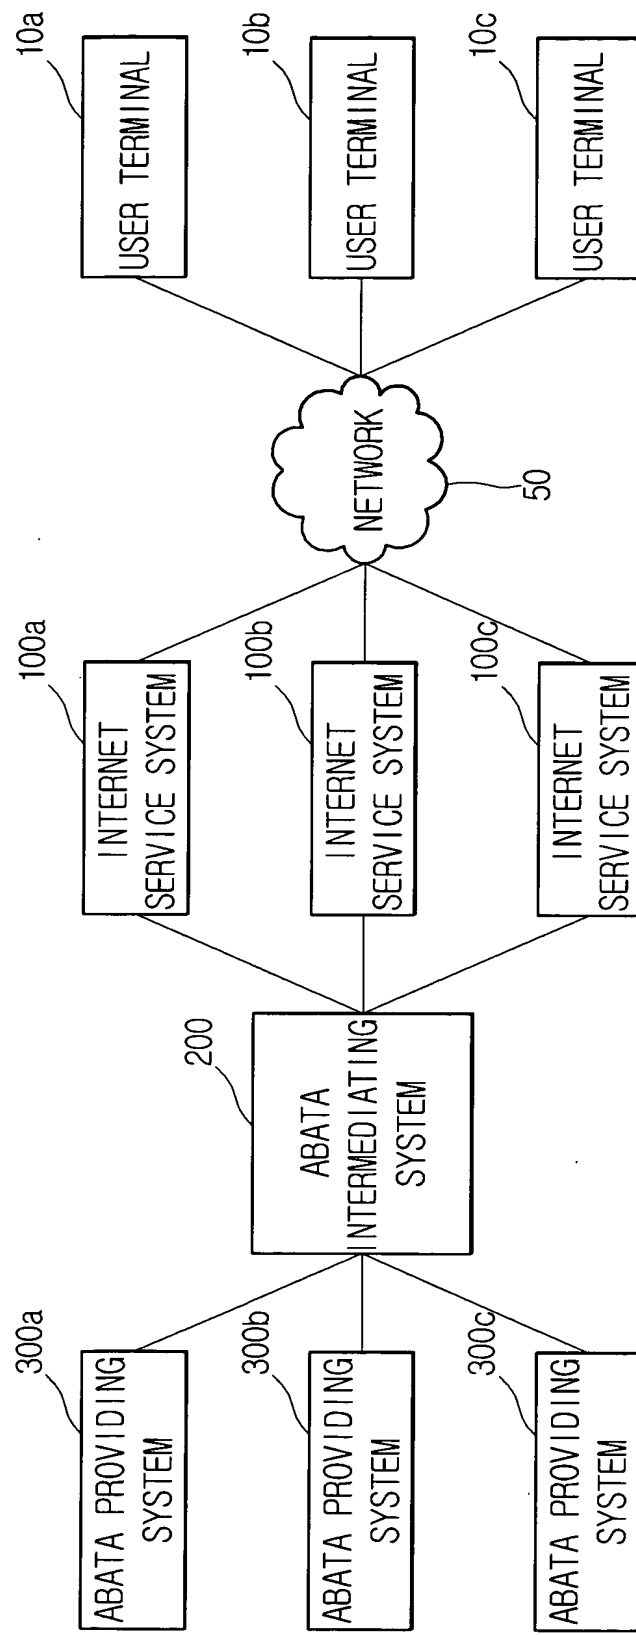 300a
ABATA PROVIDING
SYSTEM
300b
ABATA PROVIDING
SYSTEM
300c
ABATA PROVIDING
SYSTEM
200
ABATA
INTERMEDIATING
SYSTEM
100a
INTERNET
SERVICE SYSTEM
100b
INTERNET
SERVICE SYSTEM
100c
INTERNET
SERVICE SYSTEM
NETWORK
50
10a
USER TERMINAL
10b
USER TERMINAL
10c
USER TERMINAL